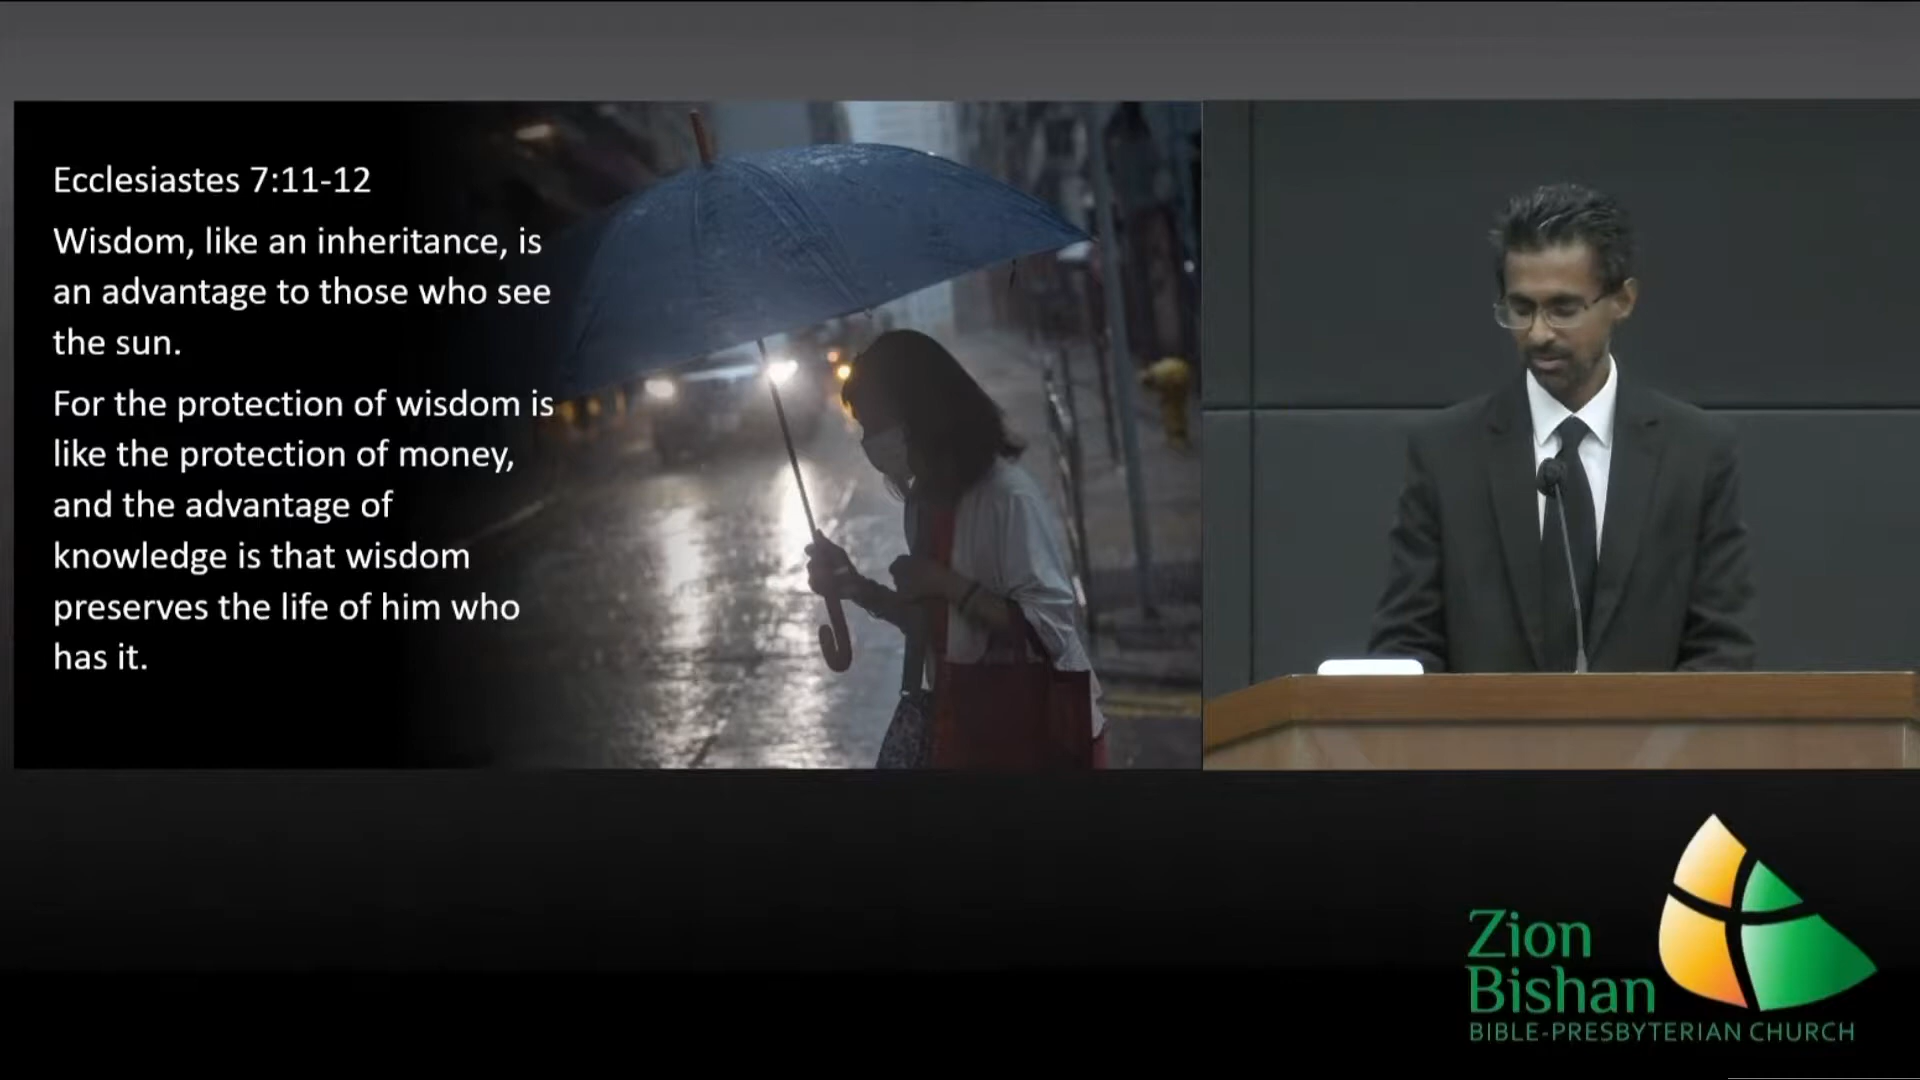 Ecclesiastes 7:11-12
Wisdom, like an inheritance, is
an advantage to those who see
the sun.
For the protection of wisdom is
like the protection of money,
and the advantage of
knowledge is that wisdom
preserves the life of him who
has it.
Zion
Bishan
BIBLE-PRESBYTERIAN CHURCH